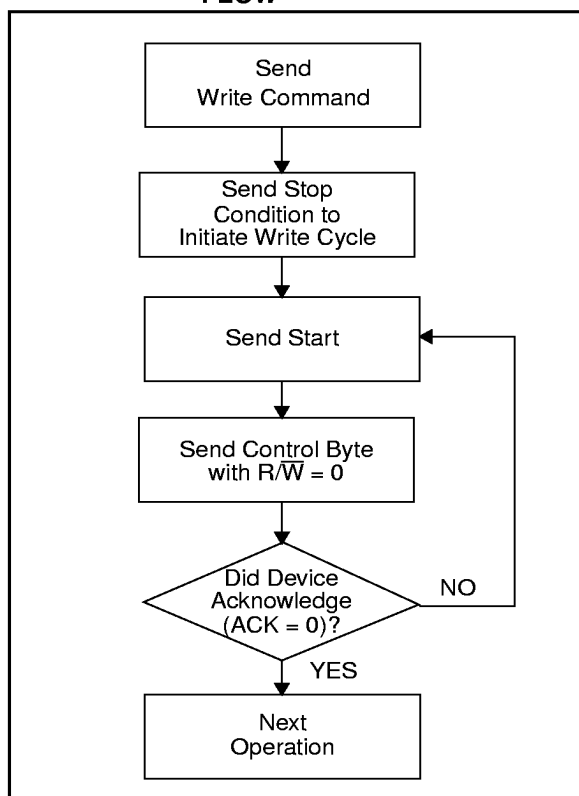 FLOW
Send
Write Command
Send Stop
Condition to
Initiate Write Cycle
Send Start
Send Control Byte
with R/W̅ = 0
Did Device
Acknowledge
(ACK = 0)?
NO
YES
Next
Operation